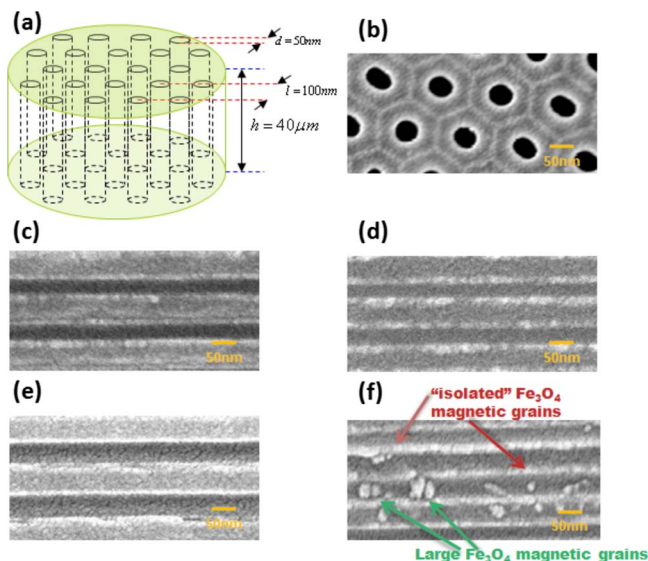 (a)
d = 50nm
l = 100nm
h = 40μm
(b)
50nm
(c)
50nm
(d)
50nm
(e)
50nm
(f)
"isolated" Fe₃O₄
magnetic grains
50nm
Large Fe₃O₄ magnetic grains